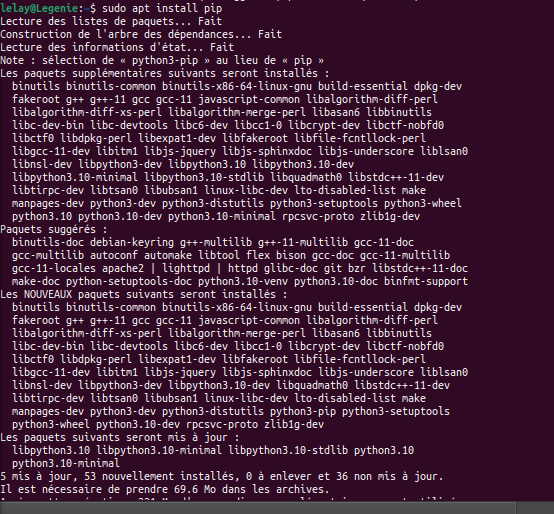 lelay@Legenie:~$ sudo apt install pip
Lecture des listes de paquets... Fait
Construction de l'arbre des dépendances... Fait
Lecture des informations d'état... Fait
Note : sélection de « python3-pip » au lieu de « pip »
Les paquets supplémentaires suivants seront installés :
binutils binutils-common binutils-x86-64-linux-gnu build-essential dpkg-dev
fakeroot g++ g++-11 gcc gcc-11 javascript-common libalgorithm-diff-perl
libalgorithm-diff-xs-perl libalgorithm-merge-perl libasan6 libbinutils
libc-dev-bin libc-devtools libc6-dev libcc1-0 libcrypt-dev libctf-nobfd0
libctf0 libdpkg-perl libexpat1-dev libfakeroot libfile-fcntllock-perl
libgcc-11-dev libitm1 libjs-jquery libjs-sphinxdoc libjs-underscore liblsan0
libnsl-dev libpython3-dev libpython3.10 libpython3.10-dev
libpython3.10-minimal libpython3.10-stdlib libquadmath0 libstdc++-11-dev
libtirpc-dev libtsan0 libubsan1 linux-libc-dev lto-disabled-list make
manpages-dev python3-dev python3-distutils python3-setuptools python3-wheel
python3.10 python3.10-dev python3.10-minimal rpcsvc-proto zlib1g-dev
Paquets suggérés :
binutils-doc debian-keyring g++-multilib g++-11-multilib gcc-11-doc
gcc-multilib autoconf automake libtool flex bison gcc-doc gcc-11-multilib
gcc-11-locales apache2 | lighttpd | httpd glibc-doc git bzr libstdc++-11-doc
make-doc python-setuptools-doc python3.10-venv python3.10-doc binfmt-support
Les NOUVEAUX paquets suivants seront installés :
binutils binutils-common binutils-x86-64-linux-gnu build-essential dpkg-dev
fakeroot g++ g++-11 gcc gcc-11 javascript-common libalgorithm-diff-perl
libalgorithm-diff-xs-perl libalgorithm-merge-perl libasan6 libbinutils
libc-dev-bin libc-devtools libc6-dev libcc1-0 libcrypt-dev libctf-nobfd0
libctf0 libdpkg-perl libexpat1-dev libfakeroot libfile-fcntllock-perl
libgcc-11-dev libitm1 libjs-jquery libjs-sphinxdoc libjs-underscore liblsan0
libnsl-dev libpython3-dev libpython3.10-dev libquadmath0 libstdc++-11-dev
libtirpc-dev libtsan0 libubsan1 linux-libc-dev lto-disabled-list make
manpages-dev python3-dev python3-distutils python3-pip python3-setuptools
python3-wheel python3.10-dev rpcsvc-proto zlib1g-dev
Les paquets suivants seront mis à jour :
libpython3.10 libpython3.10-minimal libpython3.10-stdlib python3.10
python3.10-minimal
5 mis à jour, 53 nouvellement installés, 0 à enlever et 36 non mis à jour.
Il est nécessaire de prendre 69.6 Mo dans les archives.